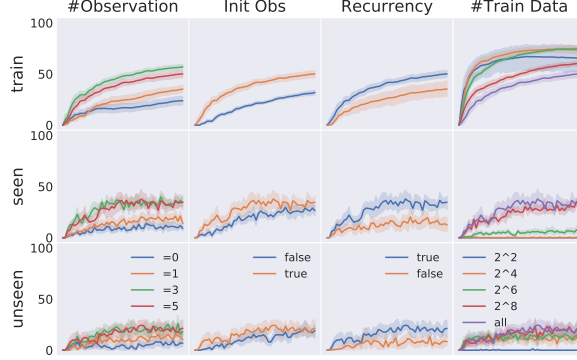 #Observation Init Obs Recurrency #Train Data
train
100
50
0
seen
100
50
0
unseen
100
50
0
=0
=1
=3
=5
false
true
true
false
2^2
2^4
2^6
2^8
all